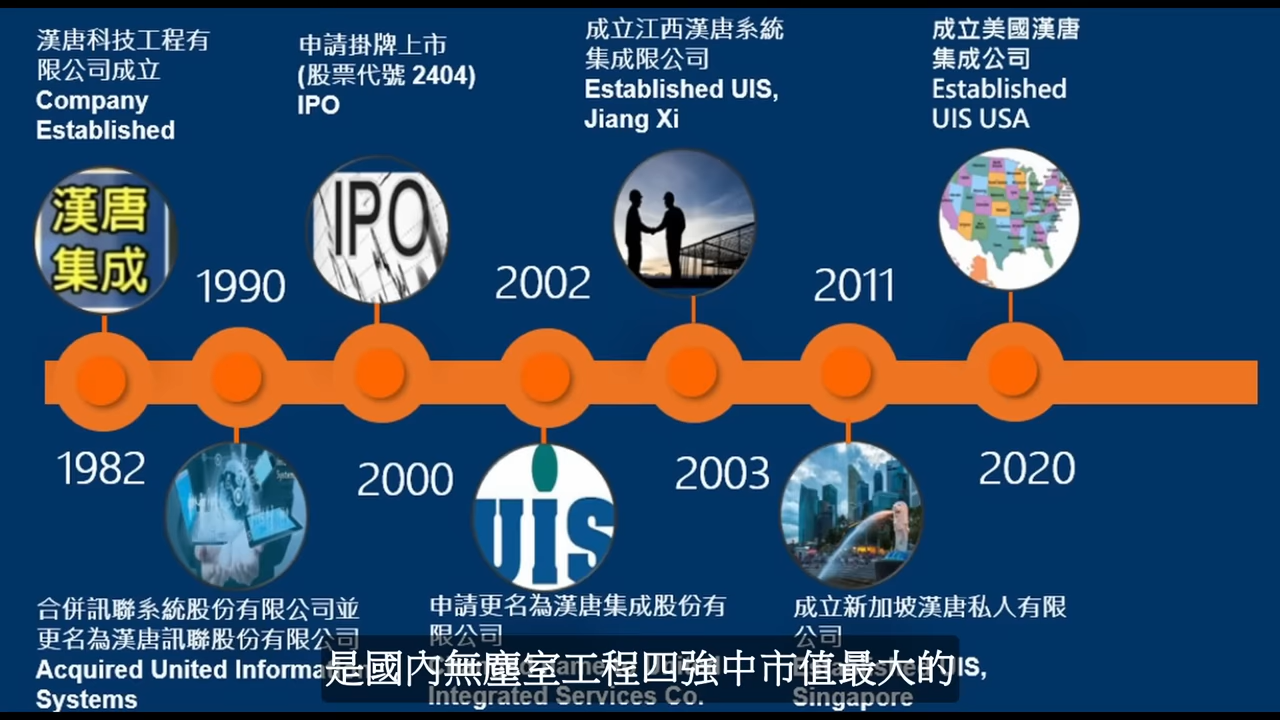 漢唐科技工程有
限公司成立
Company
Established
申請掛牌上市
(股票代號 2404)
IPO
成立江西漢唐系統
集成限公司
Established UIS,
Jiang Xi
成立美國漢唐
集成公司
Established
UIS USA
漢唐
集成
IPO
1990
2002
2011
1982
2000
2003
2020
UiS
合併訊聯系統股份有限公司並
更名為漢唐訊聯股份有限公司
Acquired United Information
Systems
申請更名為漢唐集成股份有
限公司
Integrated Services Co.
成立新加坡漢唐私人有限
公司
Established UIS,
Singapore
是國內無塵室工程四強中市值最大的